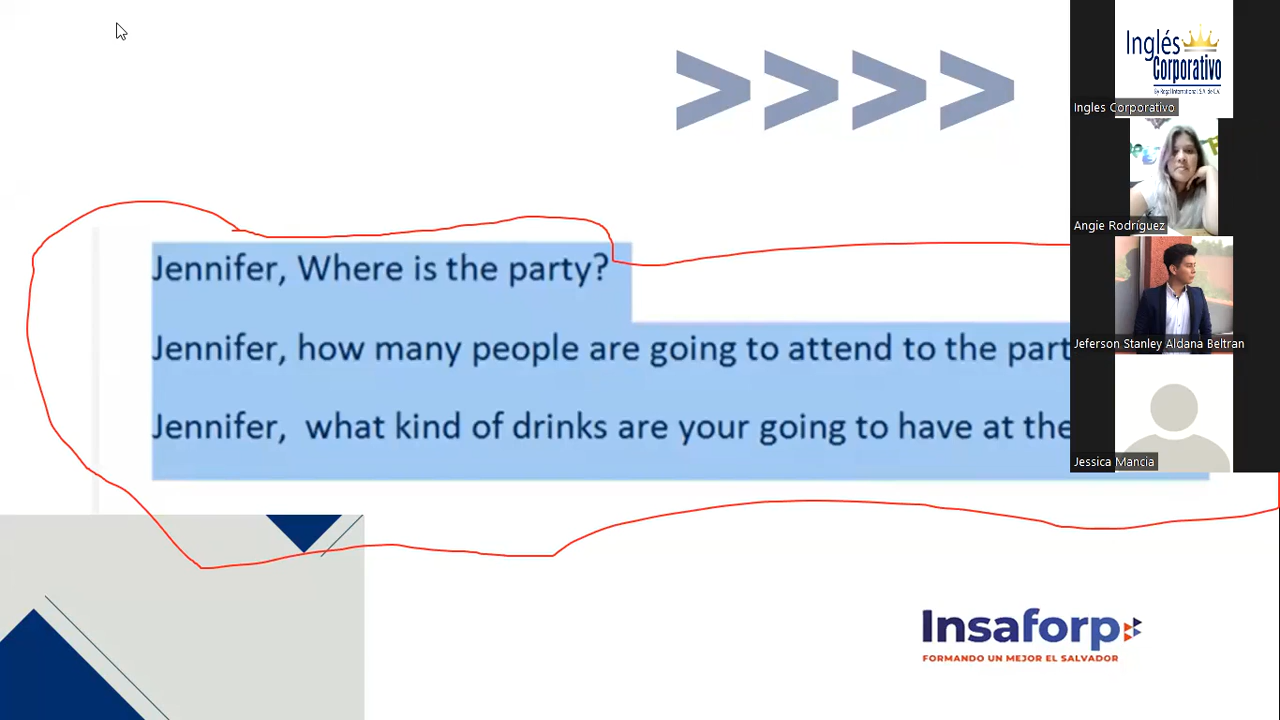 Inglés
Corporativo
Ingles Corporativo
Angie Rodríguez
Jennifer, Where is the party?
Jennifer, how many people are going to attend to the part
Jeferson Stanley Aldana Beltran
Jennifer,  what kind of drinks are your going to have at the
Jessica Mancia
Insaforp
FORMANDO UN MEJOR EL SALVADOR